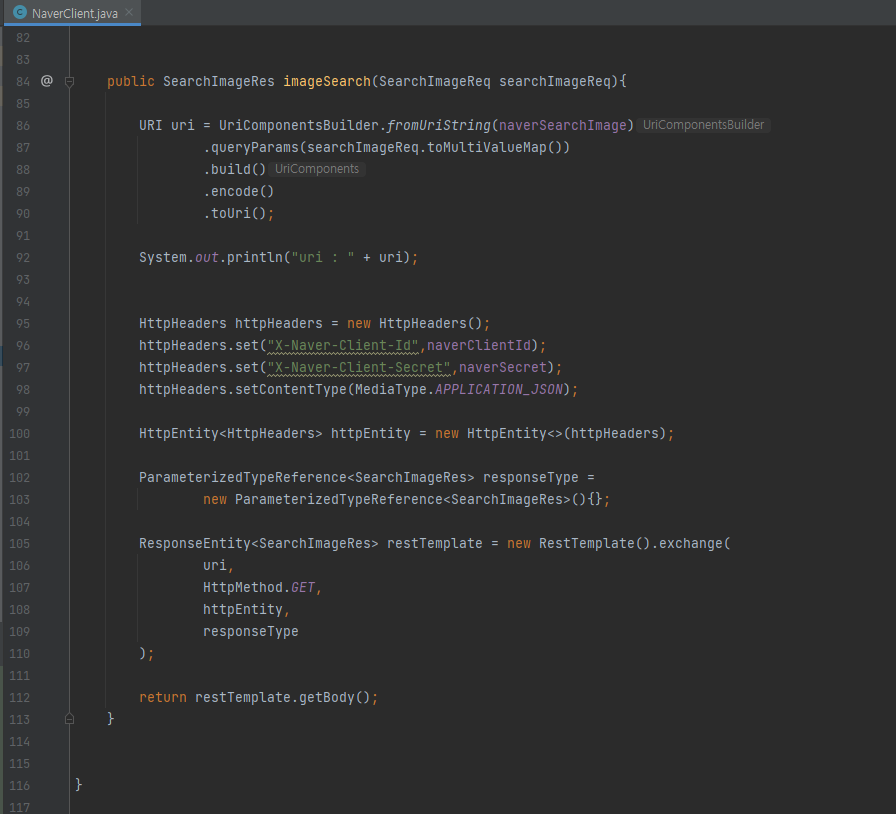 NaverClient.java
82
83
84 @ public SearchImageRes imageSearch(SearchImageReq searchImageReq){
85
86 URI uri = UriComponentsBuilder.fromUriString(naverSearchImage) UriComponentsBuilder
87 .queryParams(searchImageReq.toMultiValueMap())
88 .build() UriComponents
89 .encode()
90 .toUri();
91
92 System.out.println("uri : " + uri);
93
94
95 HttpHeaders httpHeaders = new HttpHeaders();
96 httpHeaders.set("X-Naver-Client-Id",naverClientId);
97 httpHeaders.set("X-Naver-Client-Secret",naverSecret);
98 httpHeaders.setContentType(MediaType.APPLICATION_JSON);
99
100 HttpEntity<HttpHeaders> httpEntity = new HttpEntity<>(httpHeaders);
101
102 ParameterizedTypeReference<SearchImageRes> responseType =
103 new ParameterizedTypeReference<SearchImageRes>(){};
104
105 ResponseEntity<SearchImageRes> restTemplate = new RestTemplate().exchange(
106 uri,
107 HttpMethod.GET,
108 httpEntity,
109 responseType
110 );
111
112 return restTemplate.getBody();
113 }
114
115
116 }
117